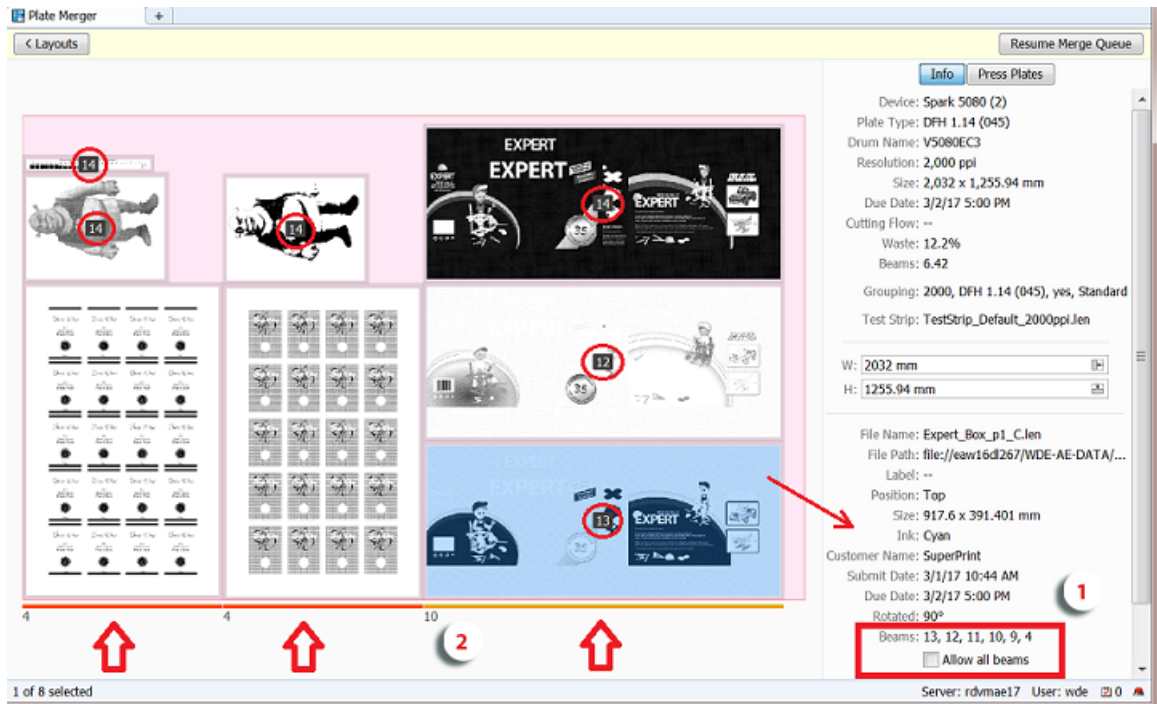 Plate Merger
+
< Layouts
Resume Merge Queue
Info
Press Plates
Device: Spark 5080 (2)
Plate Type: DFH 1.14 (045)
Drum Name: V5080EC3
Resolution: 2,000 ppi
Size: 2,032 x 1,255.94 mm
Due Date: 3/2/17 5:00 PM
Cutting Flow: --
Waste: 12.2%
Beams: 6.42
Grouping: 2000, DFH 1.14 (045), yes, Standard
Test Strip: TestStrip_Default_2000ppi.len
W: 2032 mm
H: 1255.94 mm
File Name: Expert_Box_p1_C.len
File Path: file://eaw16dl267/WDE-AE-DATA/...
Label: --
Position: Top
Size: 917.6 x 391.401 mm
Ink: Cyan
Customer Name: SuperPrint
Submit Date: 3/1/17 10:44 AM
Due Date: 3/2/17 5:00 PM
Rotated: 90°
Beams: 13, 12, 11, 10, 9, 4
Allow all beams
1
14
14
14
EXPERT
EXPERT
14
EXPERT
35
12
35
13
EXPERT
35
4
4
10
2
1 of 8 selected
Server: rdvmae17 User: wde
0